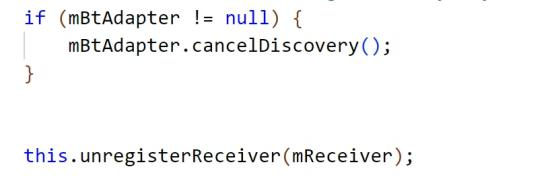 if (mBtAdapter != null) {
    mBtAdapter.cancelDiscovery();
}
this.unregisterReceiver(mReceiver);